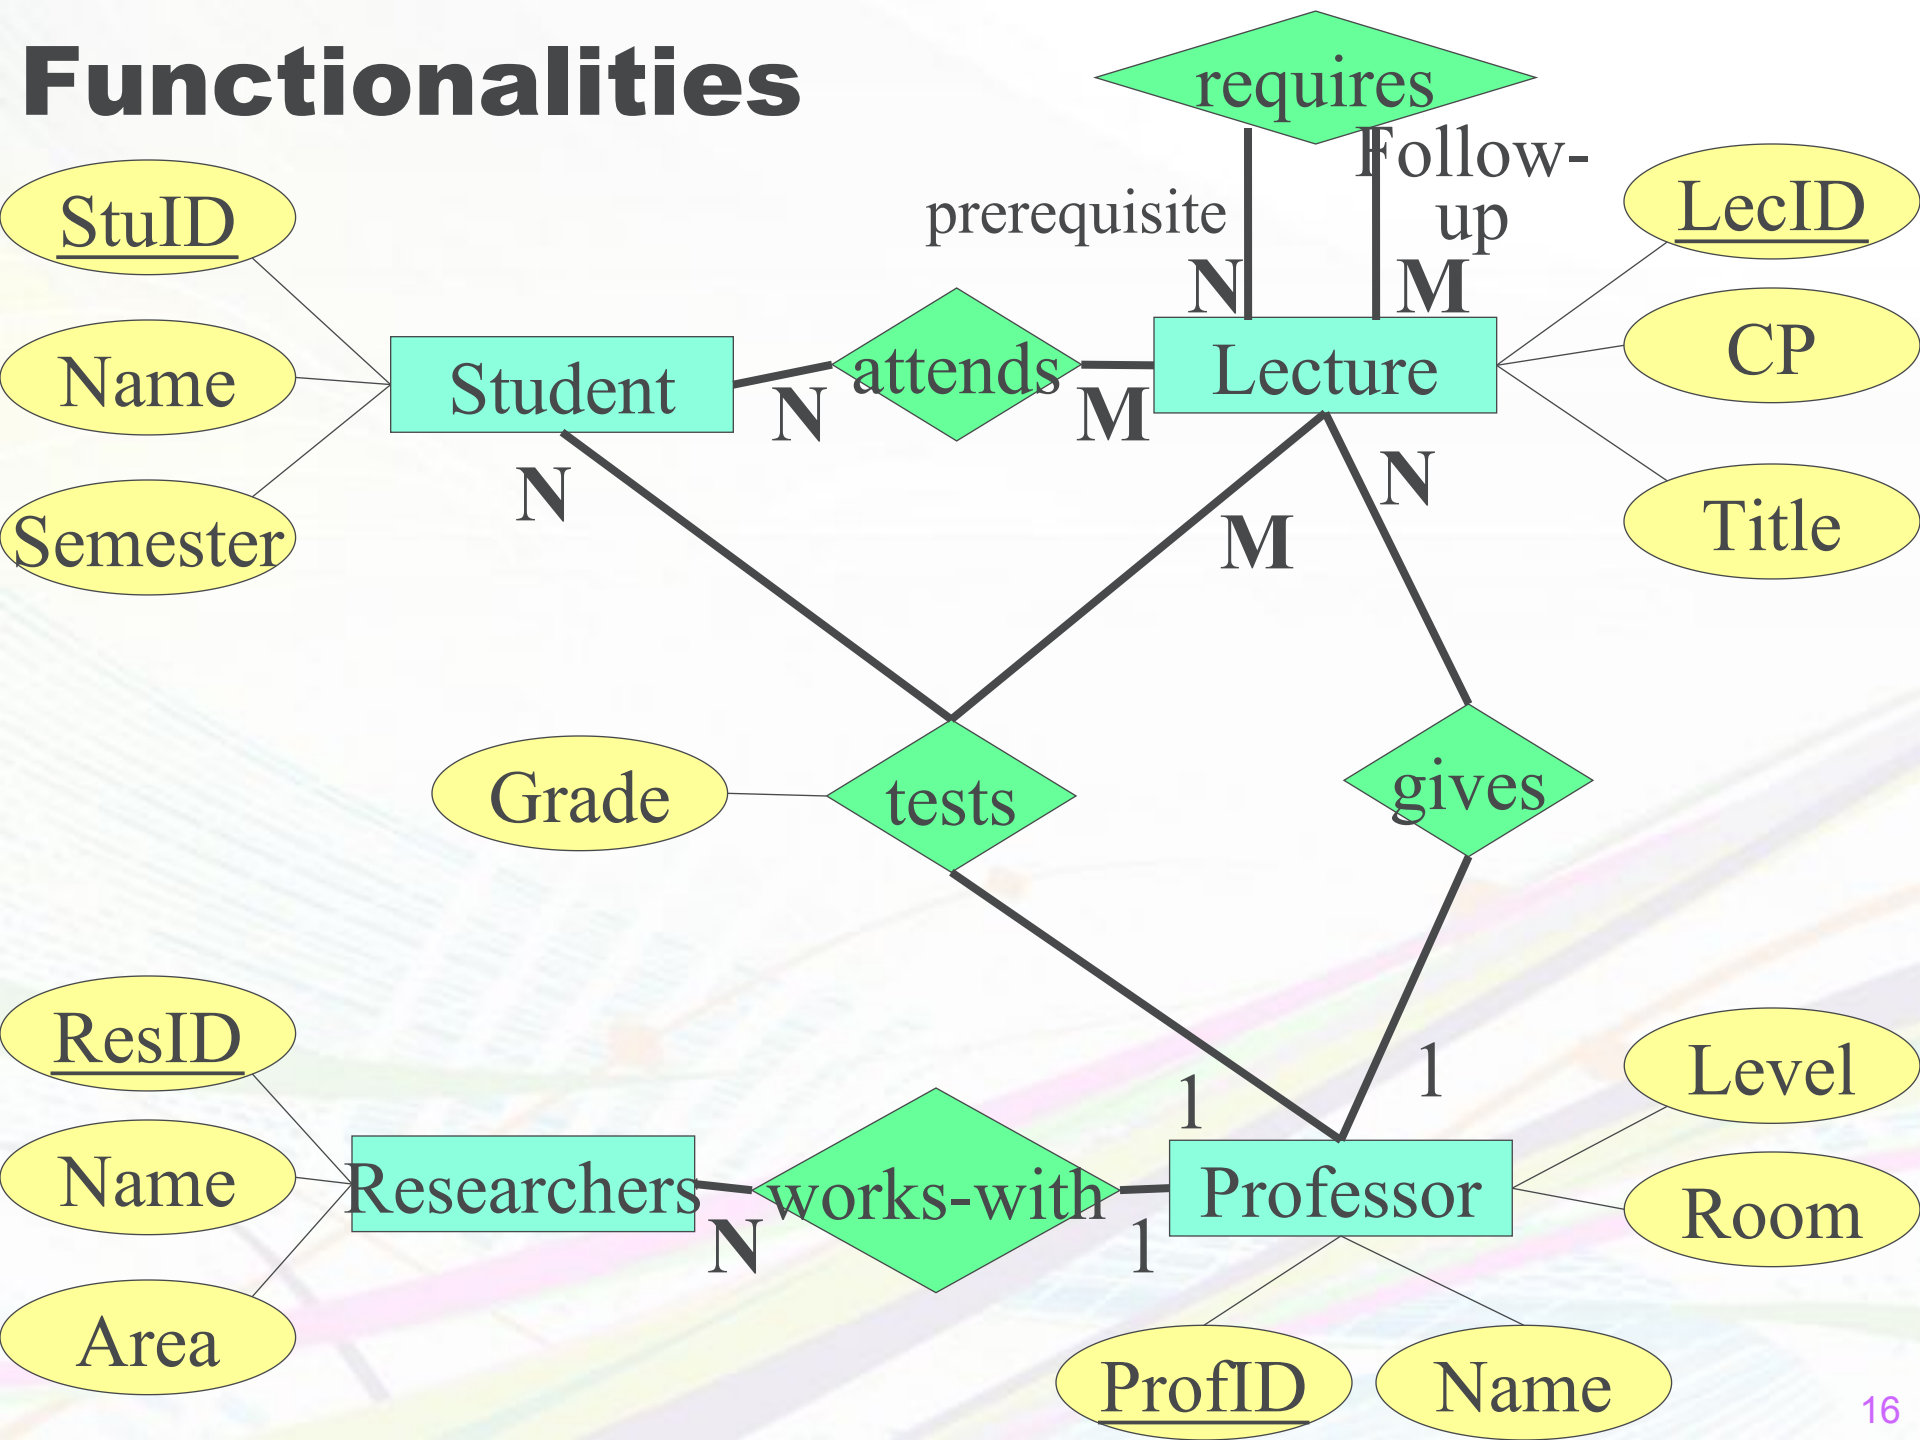 Functionalities
requires
Follow-
up
prerequisite
N
M
StuID
Name
Semester
Student
N
attends
M
Lecture
LecID
CP
Title
N
M
N
Grade
tests
gives
1
1
ResID
Name
Area
Researchers
N
works-with
1
Professor
Level
Room
ProfID
Name
16